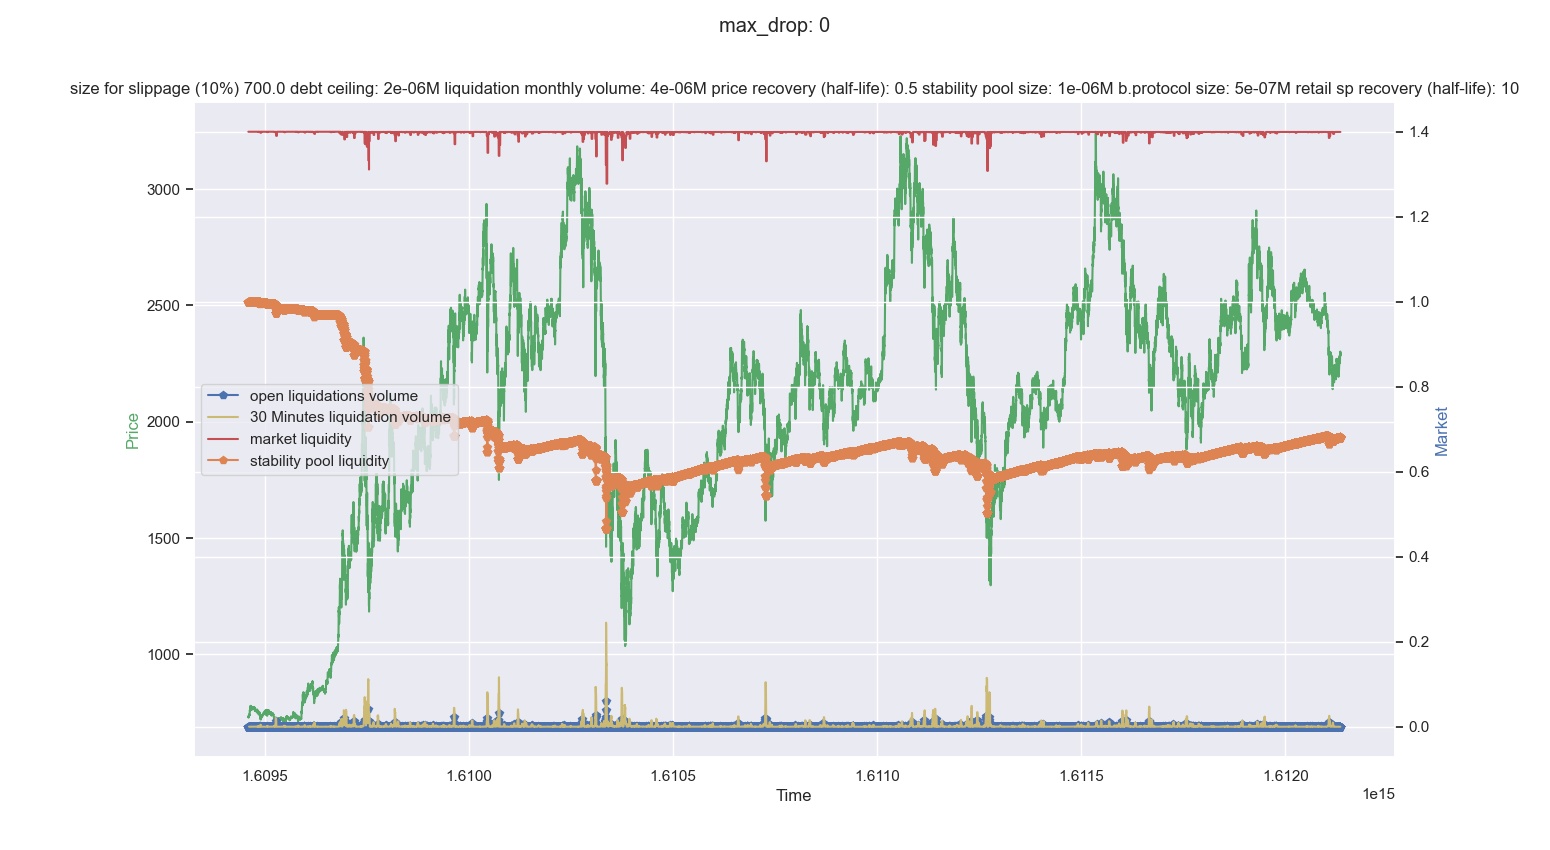 max_drop: 0
size for slippage (10%) 700.0 debt ceiling: 2e-06M liquidation monthly volume: 4e-06M price recovery (half-life): 0.5 stability pool size: 1e-06M b.protocol size: 5e-07M retail sp recovery (half-life): 10
3000
2500
2000
1500
1000
Price
open liquidations volume
30 Minutes liquidation volume
market liquidity
stability pool liquidity
1.4
1.2
1.0
0.8
0.6
0.4
0.2
0.0
Market
1.6095
1.6100
1.6105
1.6110
1.6115
1.6120
Time
1e15